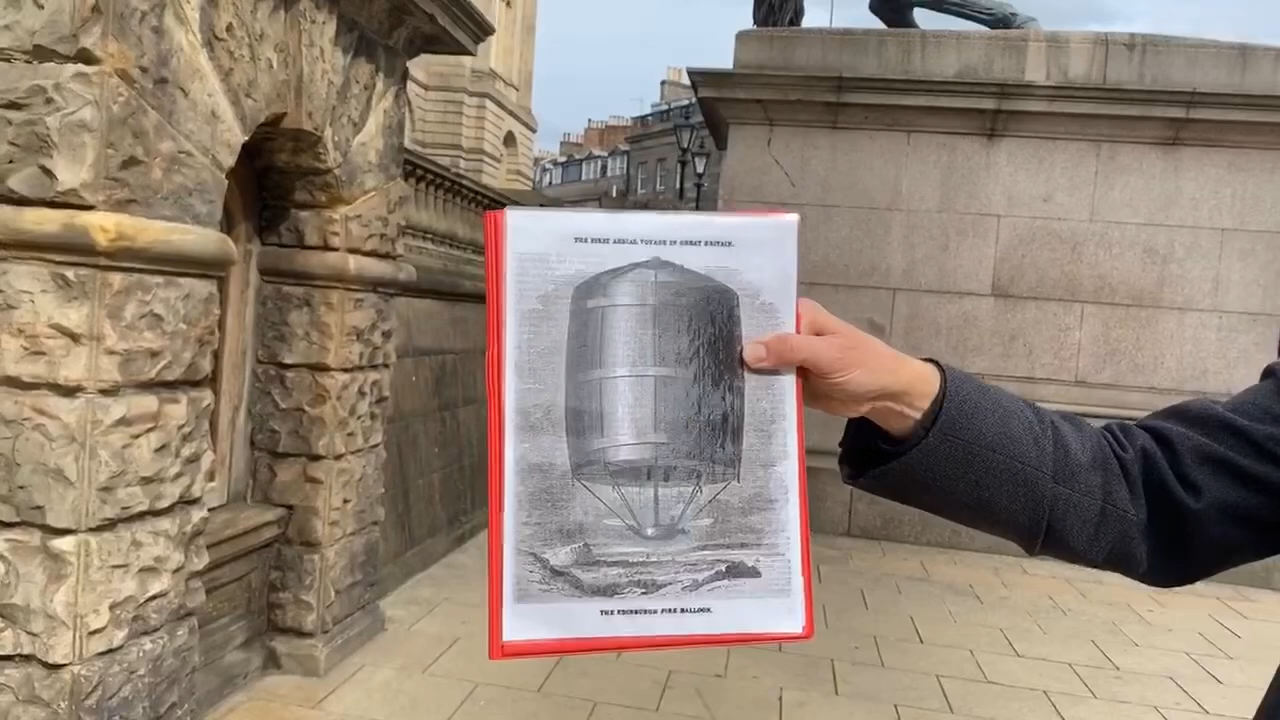 THE FIRST AERIAL VOYAGE IN GREAT BRITAIN.
THE EDINBURGH FIRE BALLOON.